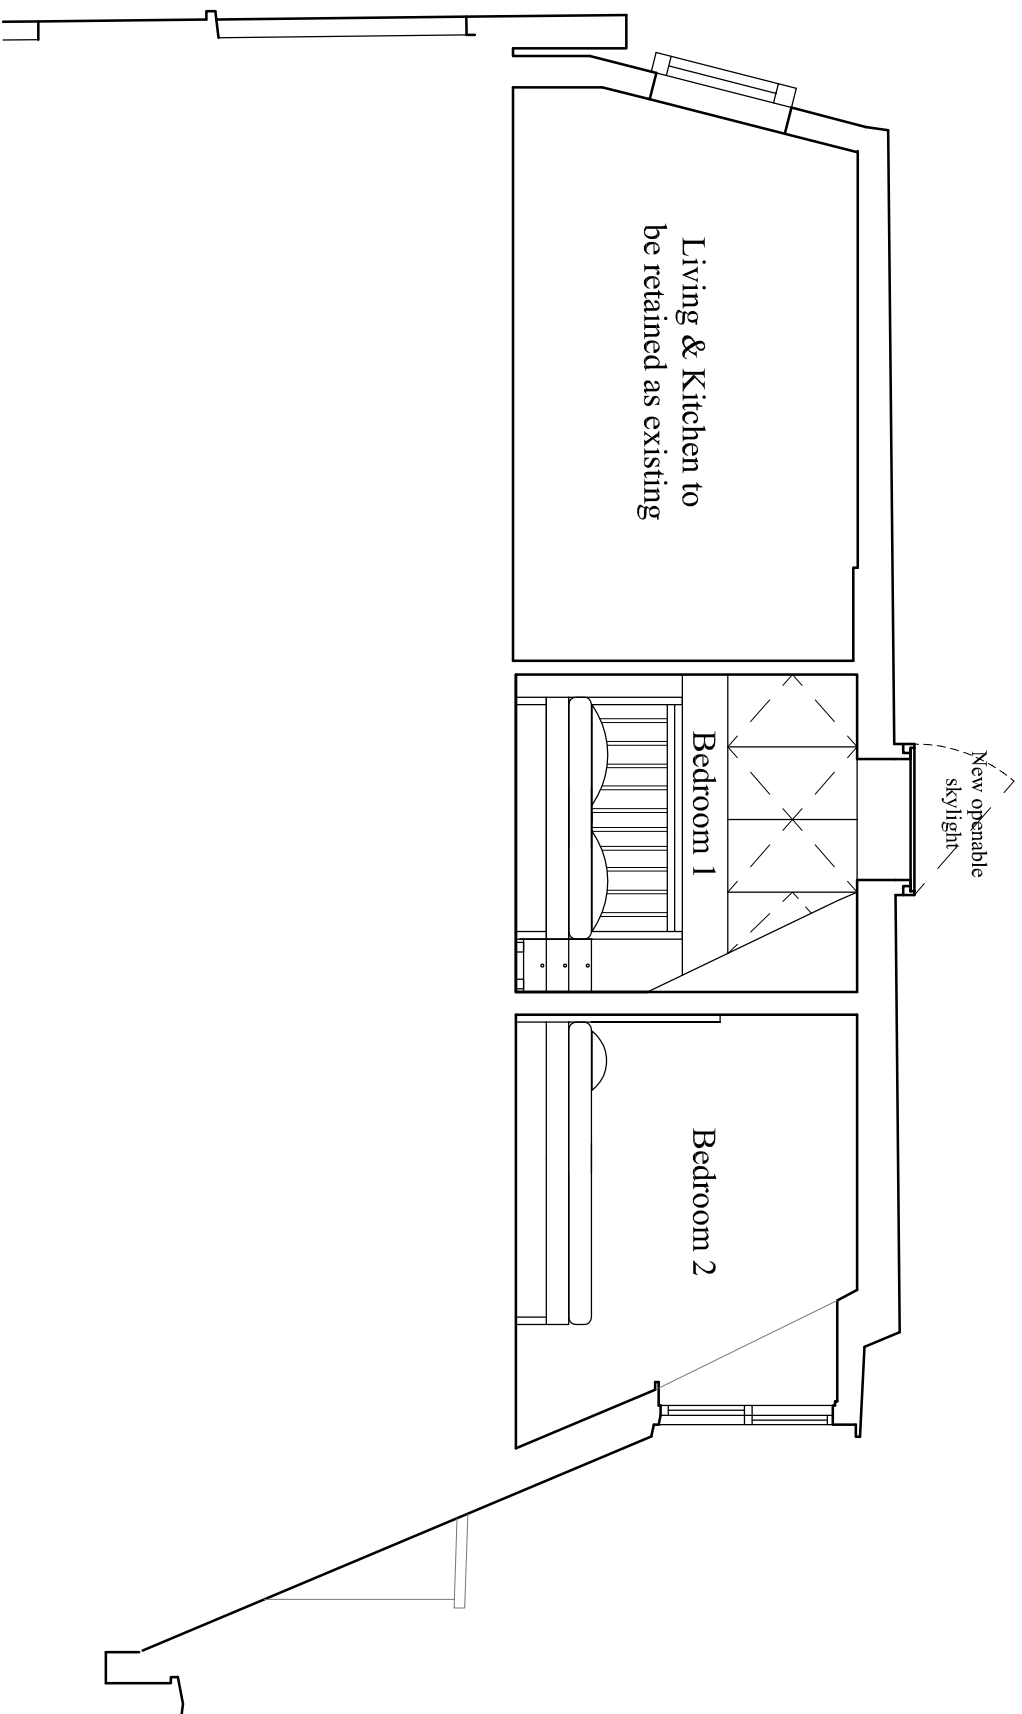 Living & Kitchen to
be retained as existing
Bedroom 1
New openable
skylight
Bedroom 2